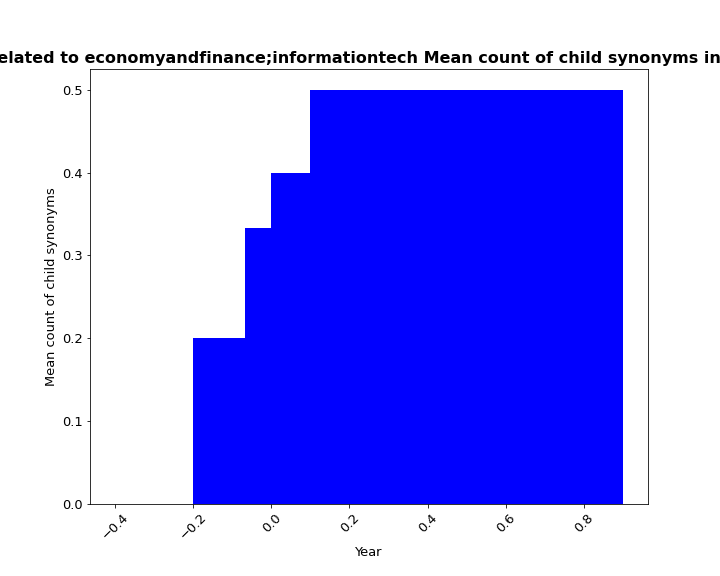 elated to economyandfinance;informationtech Mean count of child synonyms in
0.5
0.4
0.3
0.2
0.1
0.0
Mean count of child synonyms
−0.4 −0.2 0.0 0.2 0.4 0.6 0.8
Year